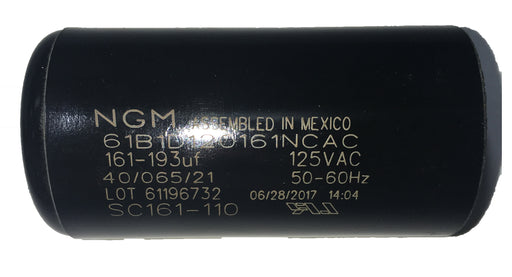 NGM ASSEMBLED IN MEXICO
61B1D120161NCAC
161-193uf 125VAC
40/065/21 50-60Hz
LOT 61196732 06/28/2017 14:04
SC161-110